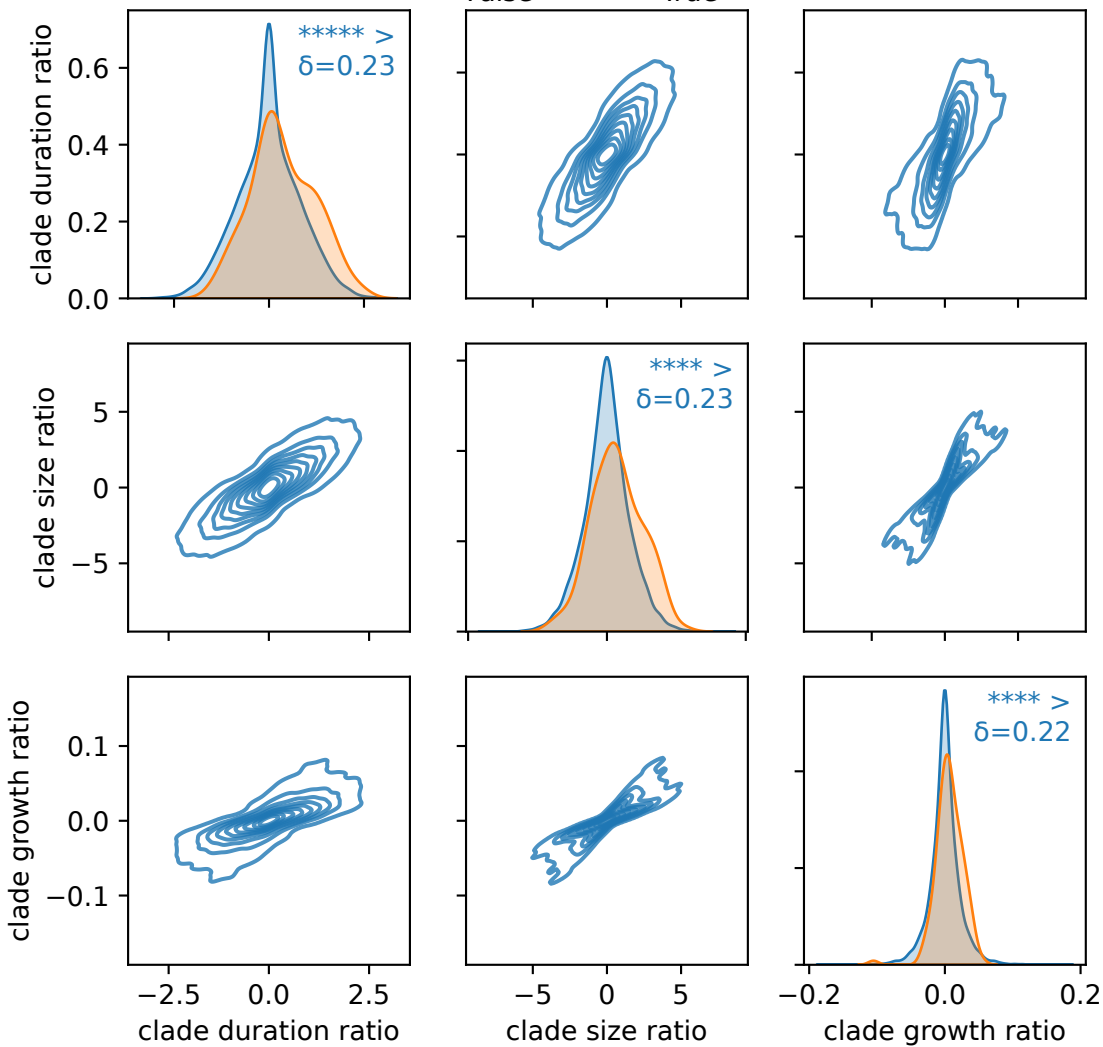 ***** >
δ=0.23
clade duration ratio
0.6
0.4
0.2
0.0
**** >
δ=0.23
clade size ratio
5
0
−5
**** >
δ=0.22
clade growth ratio
0.1
0.0
−0.1
−2.5 0.0 2.5 −5 0 5 −0.2 0.0 0.2
clade duration ratio clade size ratio clade growth ratio